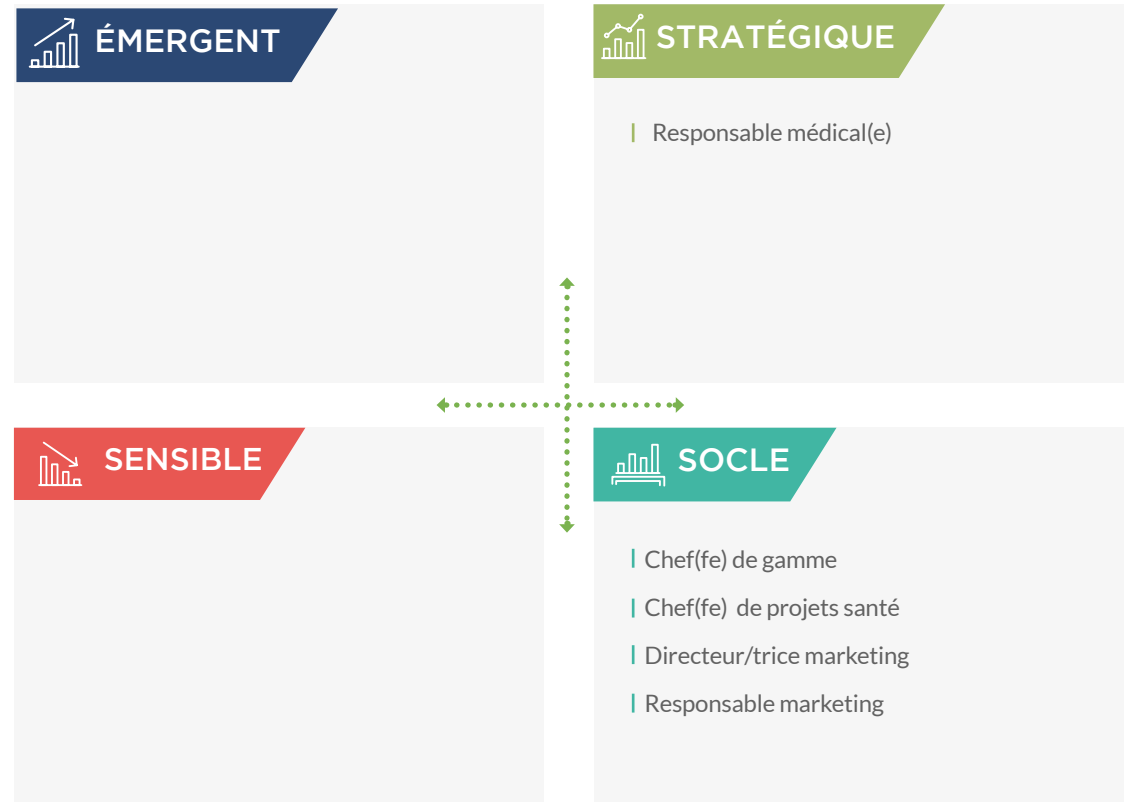 ÉMERGENT
STRATÉGIQUE
Responsable médical(e)
SENSIBLE
SOCLE
Chef(fe) de gamme
Chef(fe) de projets santé
Directeur/trice marketing
Responsable marketing